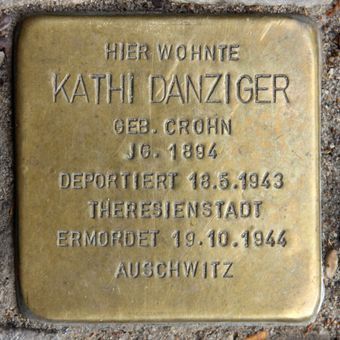 HIER WOHNTE
KATHI DANZIGER
GEB. CROHN
JG. 1894
DEPORTIERT 18.5.1943
THERESIENSTADT
ERMORDET 19.10.1944
AUSCHWITZ